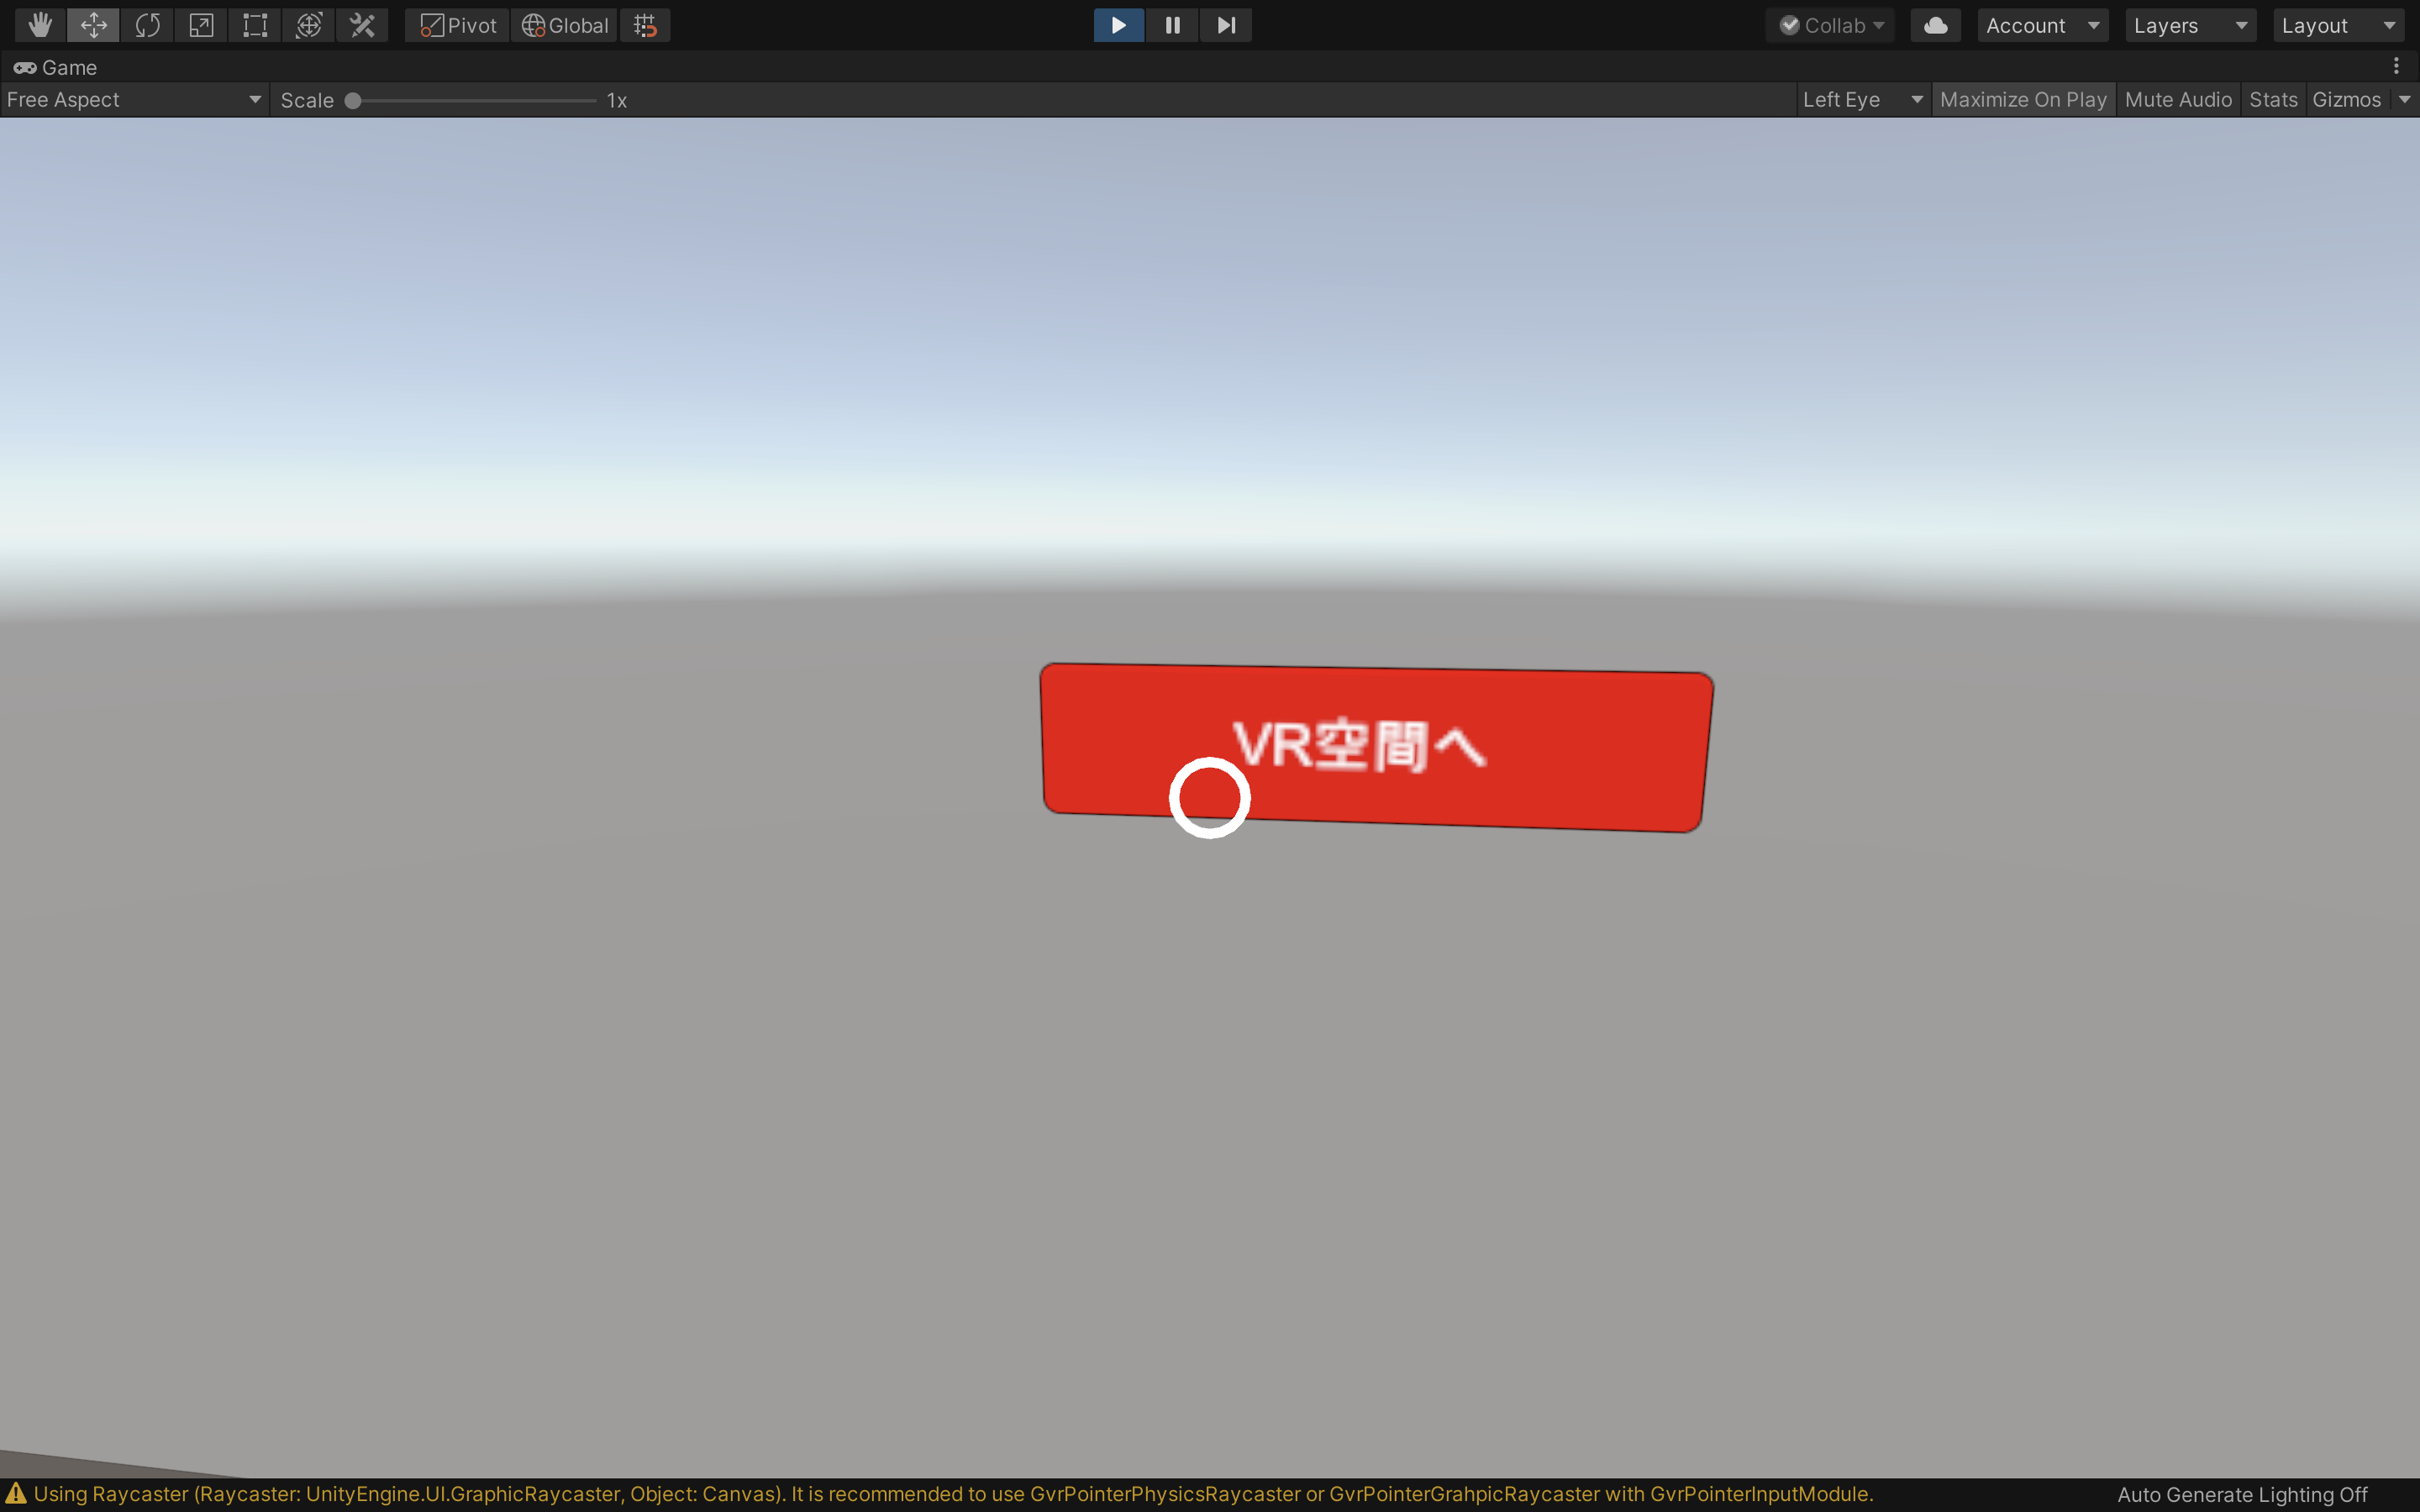 Pivot Global Collab Account Layers Layout
Game
Free Aspect Scale 1x Left Eye Maximize On Play Mute Audio Stats Gizmos
VR空間へ
Using Raycaster (Raycaster: UnityEngine.UI.GraphicRaycaster, Object: Canvas). It is recommended to use GvrPointerPhysicsRaycaster or GvrPointerGrahpicRaycaster with GvrPointerInputModule. Auto Generate Lighting Off